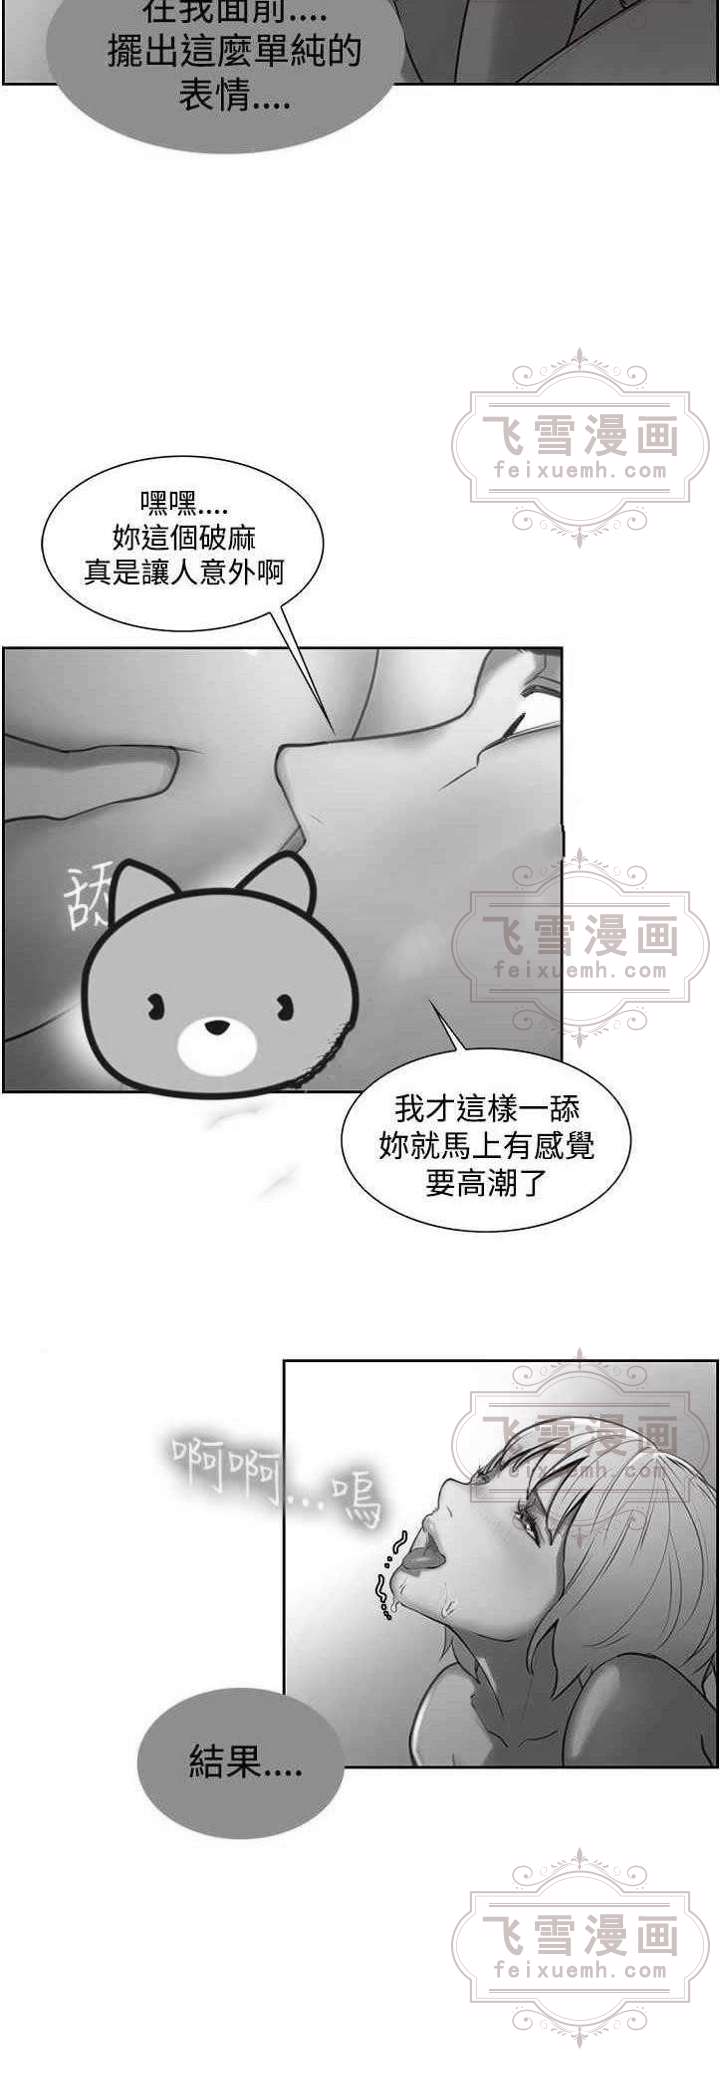 在我面前....
擺出這麼單純的
表情....
飞雪漫画
feixuemh.com
嘿嘿....
妳這個破麻
真是讓人意外啊
舔
飞雪漫画
feixuemh.com
我才這樣一舔
妳就馬上有感覺
要高潮了
飞雪漫画
feixuemh.com
啊啊...嗚
結果....
飞雪漫画
feixuemh.com